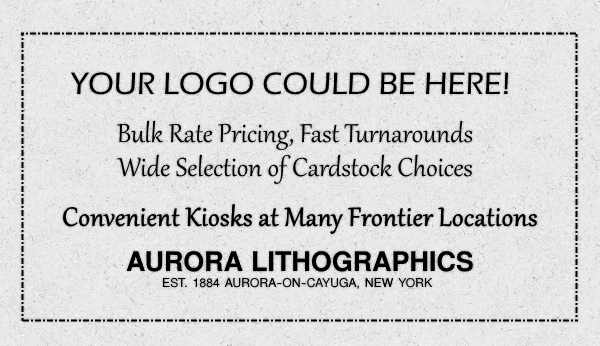 YOUR LOGO COULD BE HERE!
Bulk Rate Pricing, Fast Turnarounds
Wide Selection of Cardstock Choices
Convenient Kiosks at Many Frontier Locations
AURORA LITHOGRAPHICS
EST. 1884 AURORA-ON-CAYUGA, NEW YORK